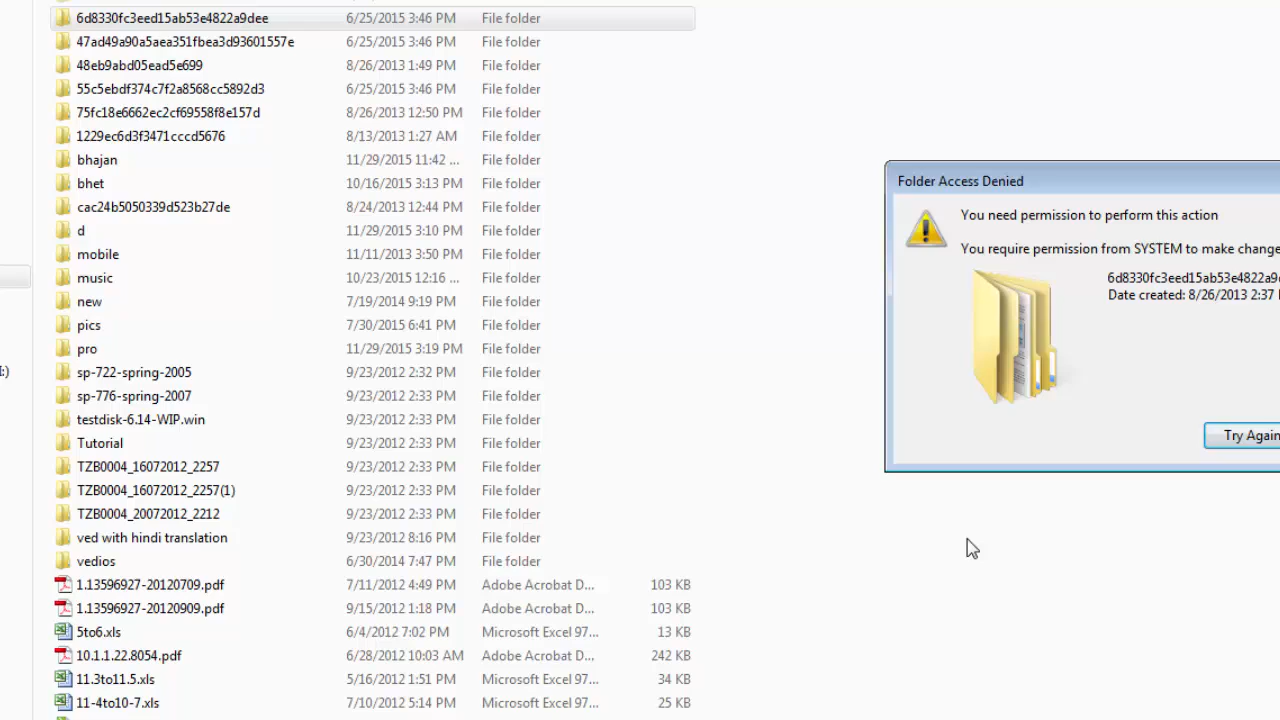 6d8330fc3eed15ab53e4822a9dee 6/25/2015 3:46 PM File folder
47ad49a90a5aea351fbea3d93601557e 6/25/2015 3:46 PM File folder
48eb9abd05ead5e699 8/26/2013 1:49 PM File folder
55c5ebdf374c7f2a8568cc5892d3 6/25/2015 3:46 PM File folder
75fc18e6662ec2cf69558f8e157d 8/26/2013 12:50 PM File folder
1229ec6d3f3471cccd5676 8/13/2013 1:27 AM File folder
bhajan 11/29/2015 11:42 ... File folder
bhet 10/16/2015 3:13 PM File folder
cac24b5050339d523b27de 8/24/2013 12:44 PM File folder
d 11/29/2015 3:10 PM File folder
mobile 11/11/2013 3:50 PM File folder
music 10/23/2015 12:16 ... File folder
new 7/19/2014 9:19 PM File folder
pics 7/30/2015 6:41 PM File folder
pro 11/29/2015 3:19 PM File folder
sp-722-spring-2005 9/23/2012 2:32 PM File folder
sp-776-spring-2007 9/23/2012 2:33 PM File folder
testdisk-6.14-WIP.win 9/23/2012 2:33 PM File folder
Tutorial 9/23/2012 2:33 PM File folder
TZB0004_16072012_2257 9/23/2012 2:33 PM File folder
TZB0004_16072012_2257(1) 9/23/2012 2:33 PM File folder
TZB0004_20072012_2212 9/23/2012 2:33 PM File folder
ved with hindi translation 9/23/2012 8:16 PM File folder
vedios 6/30/2014 7:47 PM File folder
1.13596927-20120709.pdf 7/11/2012 4:49 PM Adobe Acrobat D... 103 KB
1.13596927-20120909.pdf 9/15/2012 1:18 PM Adobe Acrobat D... 103 KB
5to6.xls 6/4/2012 7:02 PM Microsoft Excel 97... 13 KB
10.1.1.22.8054.pdf 6/28/2012 10:03 AM Adobe Acrobat D... 242 KB
11.3to11.5.xls 5/16/2012 1:51 PM Microsoft Excel 97... 34 KB
11-4to10-7.xls 7/10/2012 5:14 PM Microsoft Excel 97... 25 KB
:)
Folder Access Denied
You need permission to perform this action
You require permission from SYSTEM to make change
6d8330fc3eed15ab53e4822a9
Date created: 8/26/2013 2:37
Try Again